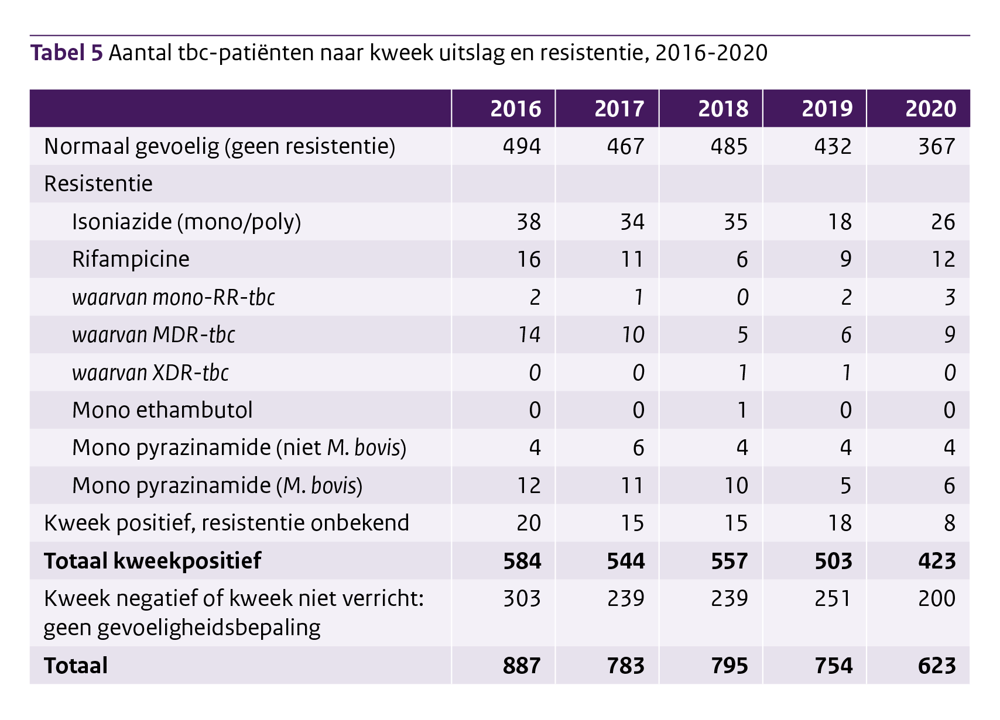 Tabel 5 Aantal tbc-patiënten naar kweek uitslag en resistentie, 2016-2020
2016 2017 2018 2019 2020
Normaal gevoelig (geen resistentie) 494 467 485 432 367
Resistentie
Isoniazide (mono/poly) 38 34 35 18 26
Rifampicine 16 11 6 9 12
waarvan mono-RR-tbc 2 1 0 2 3
waarvan MDR-tbc 14 10 5 6 9
waarvan XDR-tbc 0 0 1 1 0
Mono ethambutol 0 0 1 0 0
Mono pyrazinamide (niet M. bovis) 4 6 4 4 4
Mono pyrazinamide (M. bovis) 12 11 10 5 6
Kweek positief, resistentie onbekend 20 15 15 18 8
Totaal kweekpositief 584 544 557 503 423
Kweek negatief of kweek niet verricht: 303 239 239 251 200
geen gevoeligheidsbepaling
Totaal 887 783 795 754 623